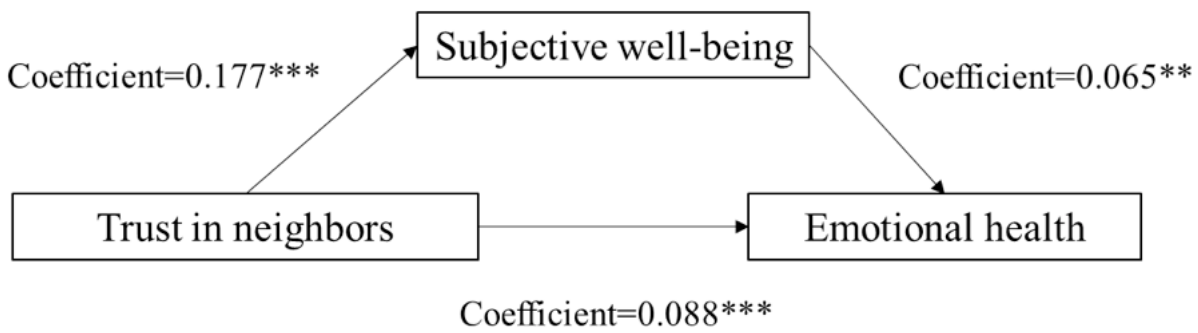 Subjective well-being
Coefficient=0.177***
Coefficient=0.065**
Trust in neighbors
Emotional health
Coefficient=0.088***